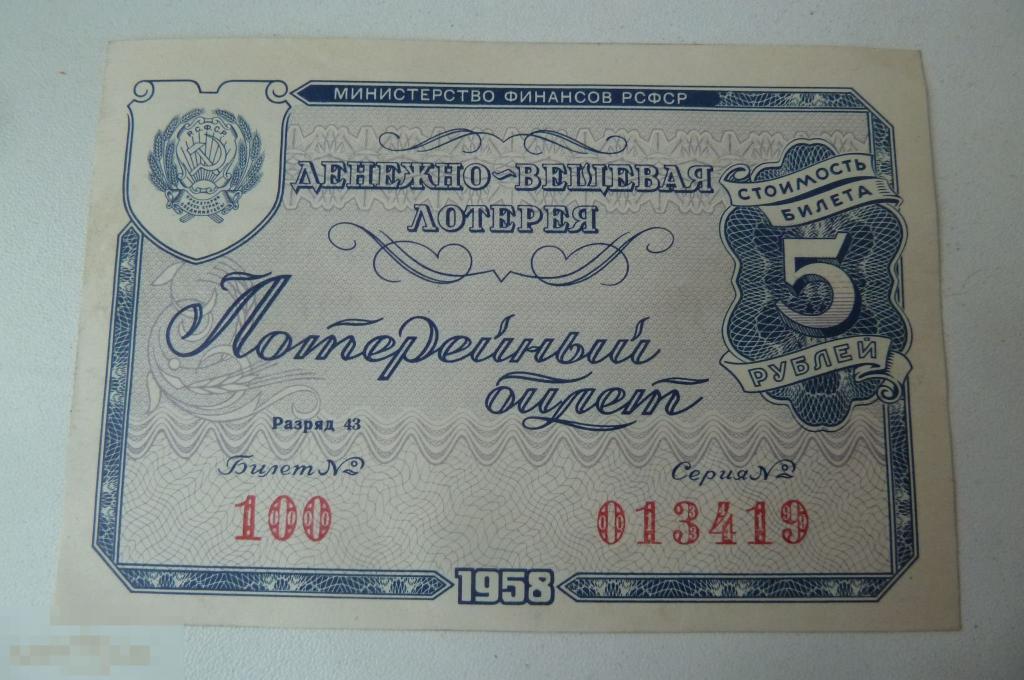 МИНИСТЕРСТВО ФИНАНСОВ РСФСР
РСФСР
ДЕНЕЖНО-ВЕЩЕВАЯ
ЛОТЕРЕЯ
СТОИМОСТЬ
БИЛЕТА
5
РУБЛЕЙ
Лотерейный
билет
Разряд 43
Билет № Серия №
100 013419
1958